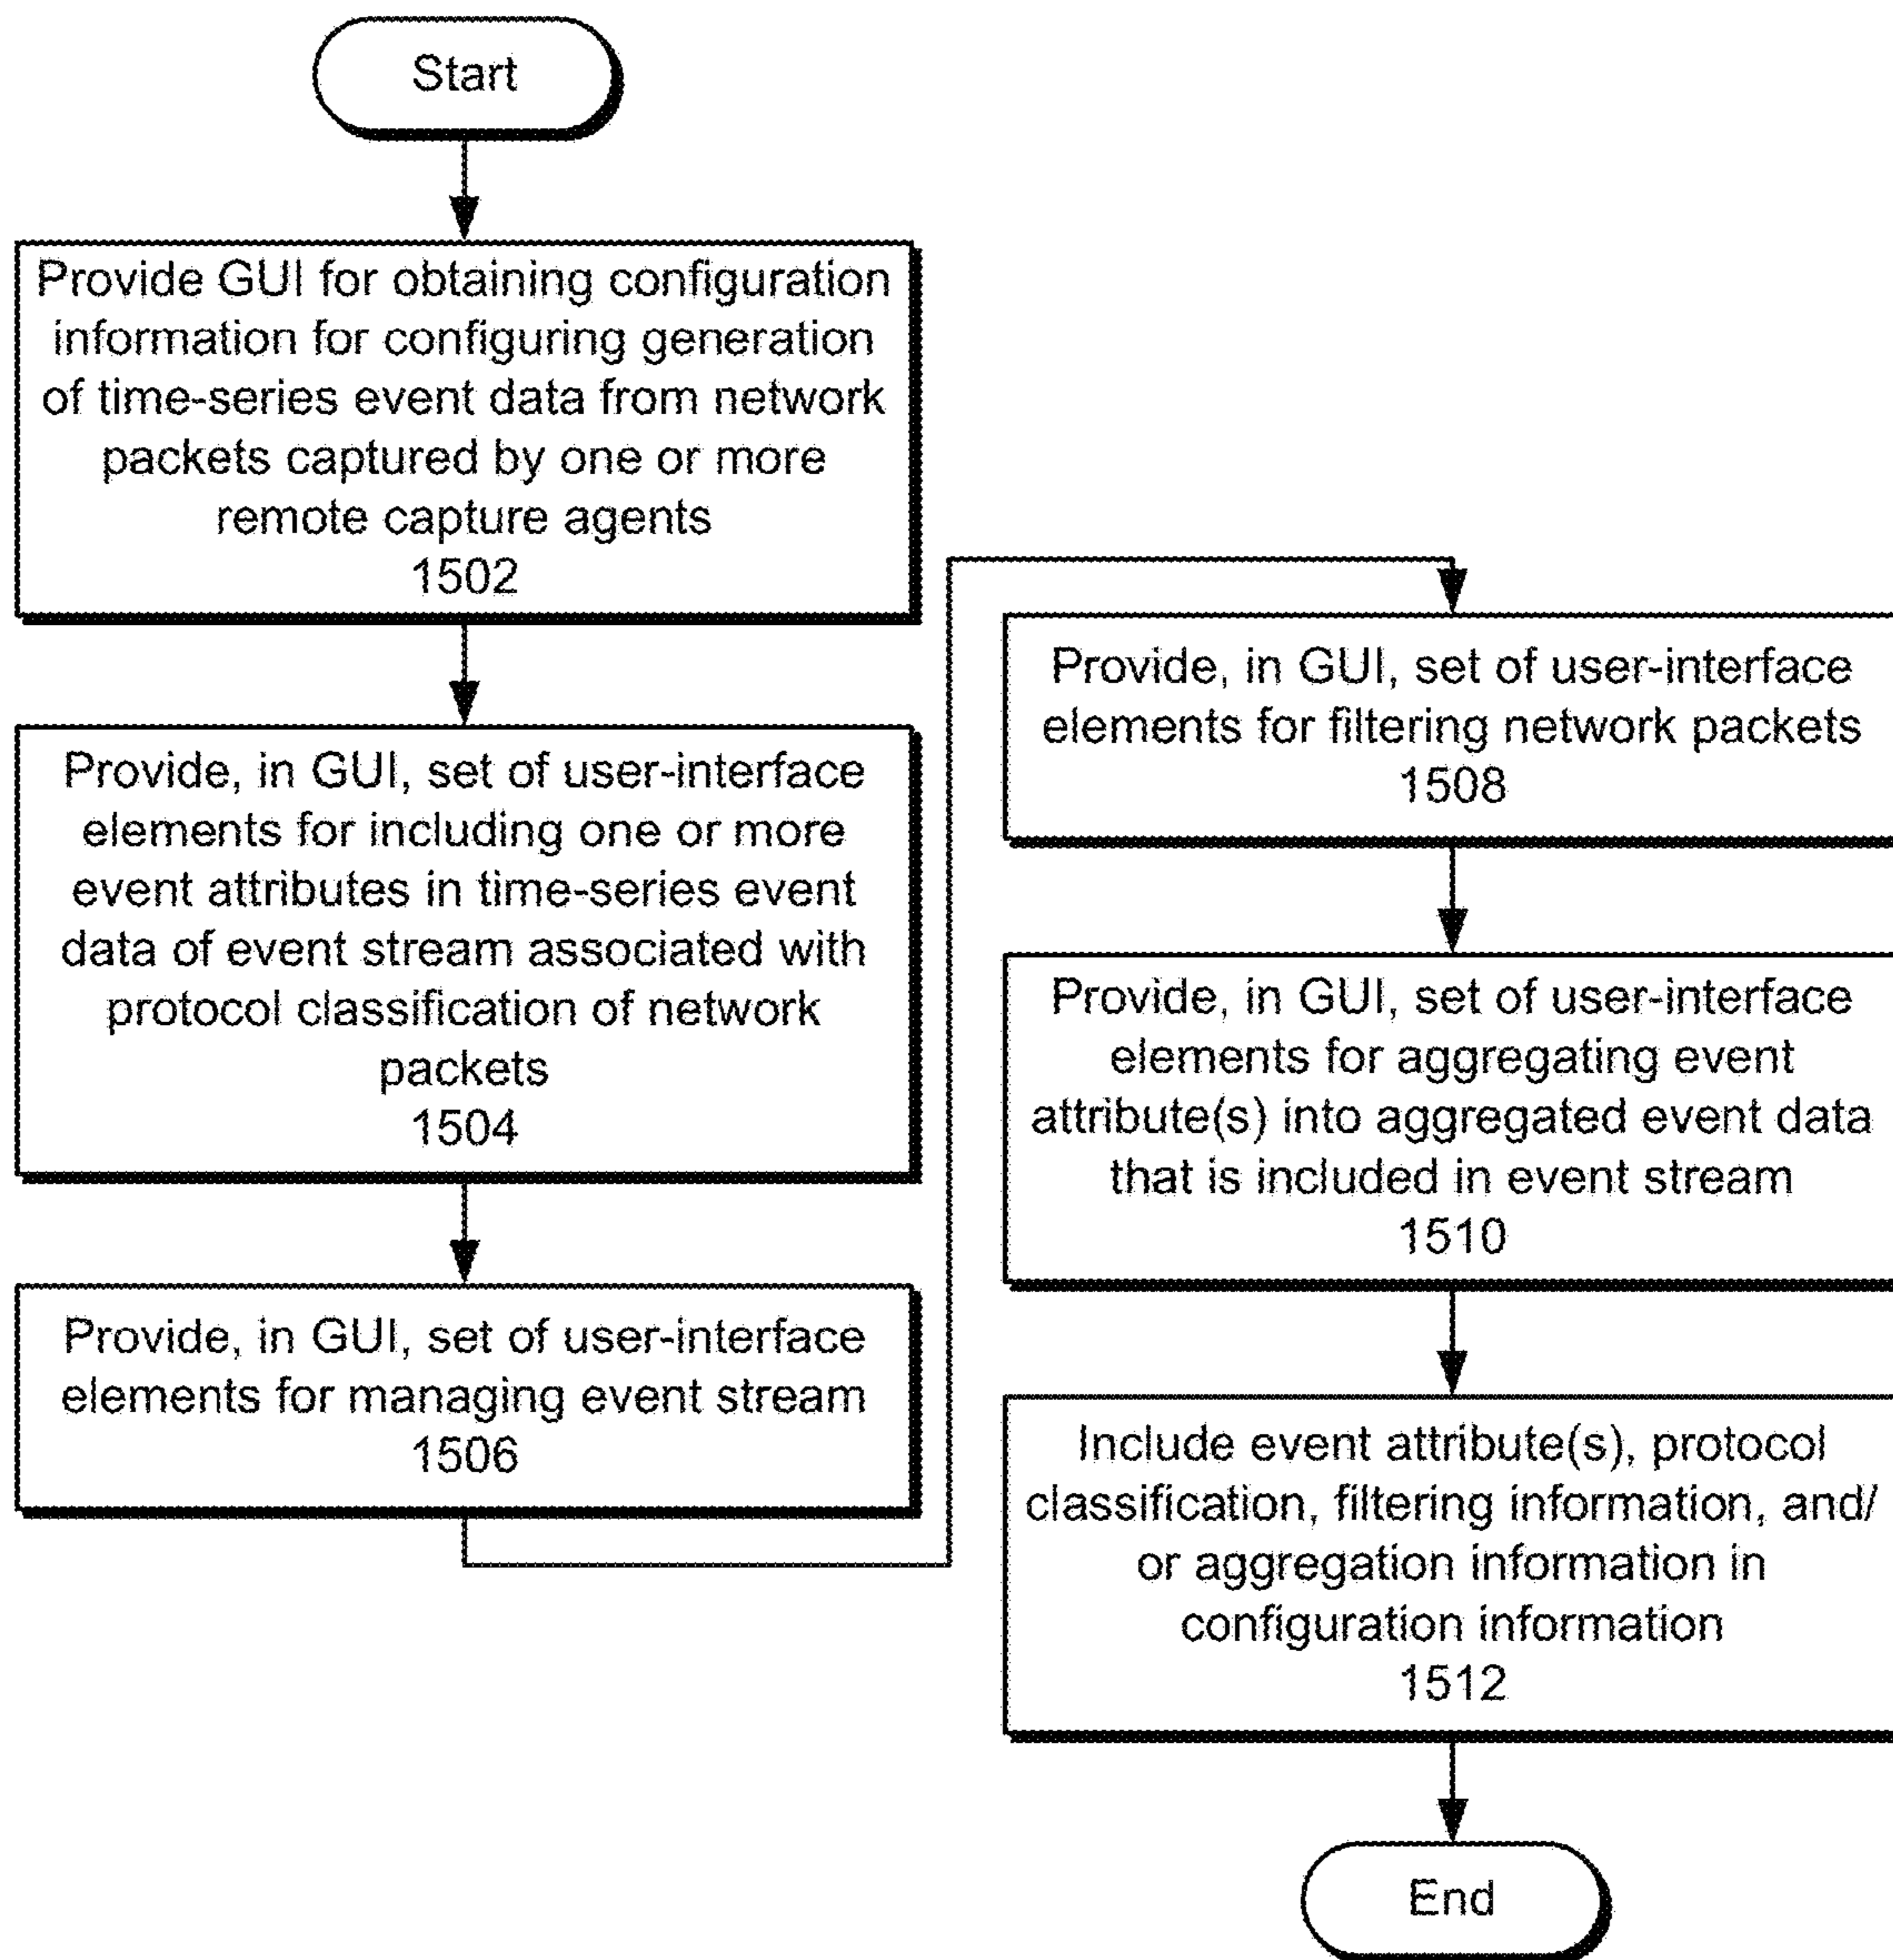 Start
Provide GUI for obtaining configuration
information for configuring generation
of time-series event data from network
packets captured by one or more
remote capture agents
1502
Provide, in GUI, set of user-interface
elements for including one or more
event attributes in time-series event
data of event stream associated with
protocol classification of network
packets
1504
Provide, in GUI, set of user-interface
elements for managing event stream
1506
Provide, in GUI, set of user-interface
elements for filtering network packets
1508
Provide, in GUI, set of user-interface
elements for aggregating event
attribute(s) into aggregated event data
that is included in event stream
1510
Include event attribute(s), protocol
classification, filtering information, and/
or aggregation information in
configuration information
1512
End